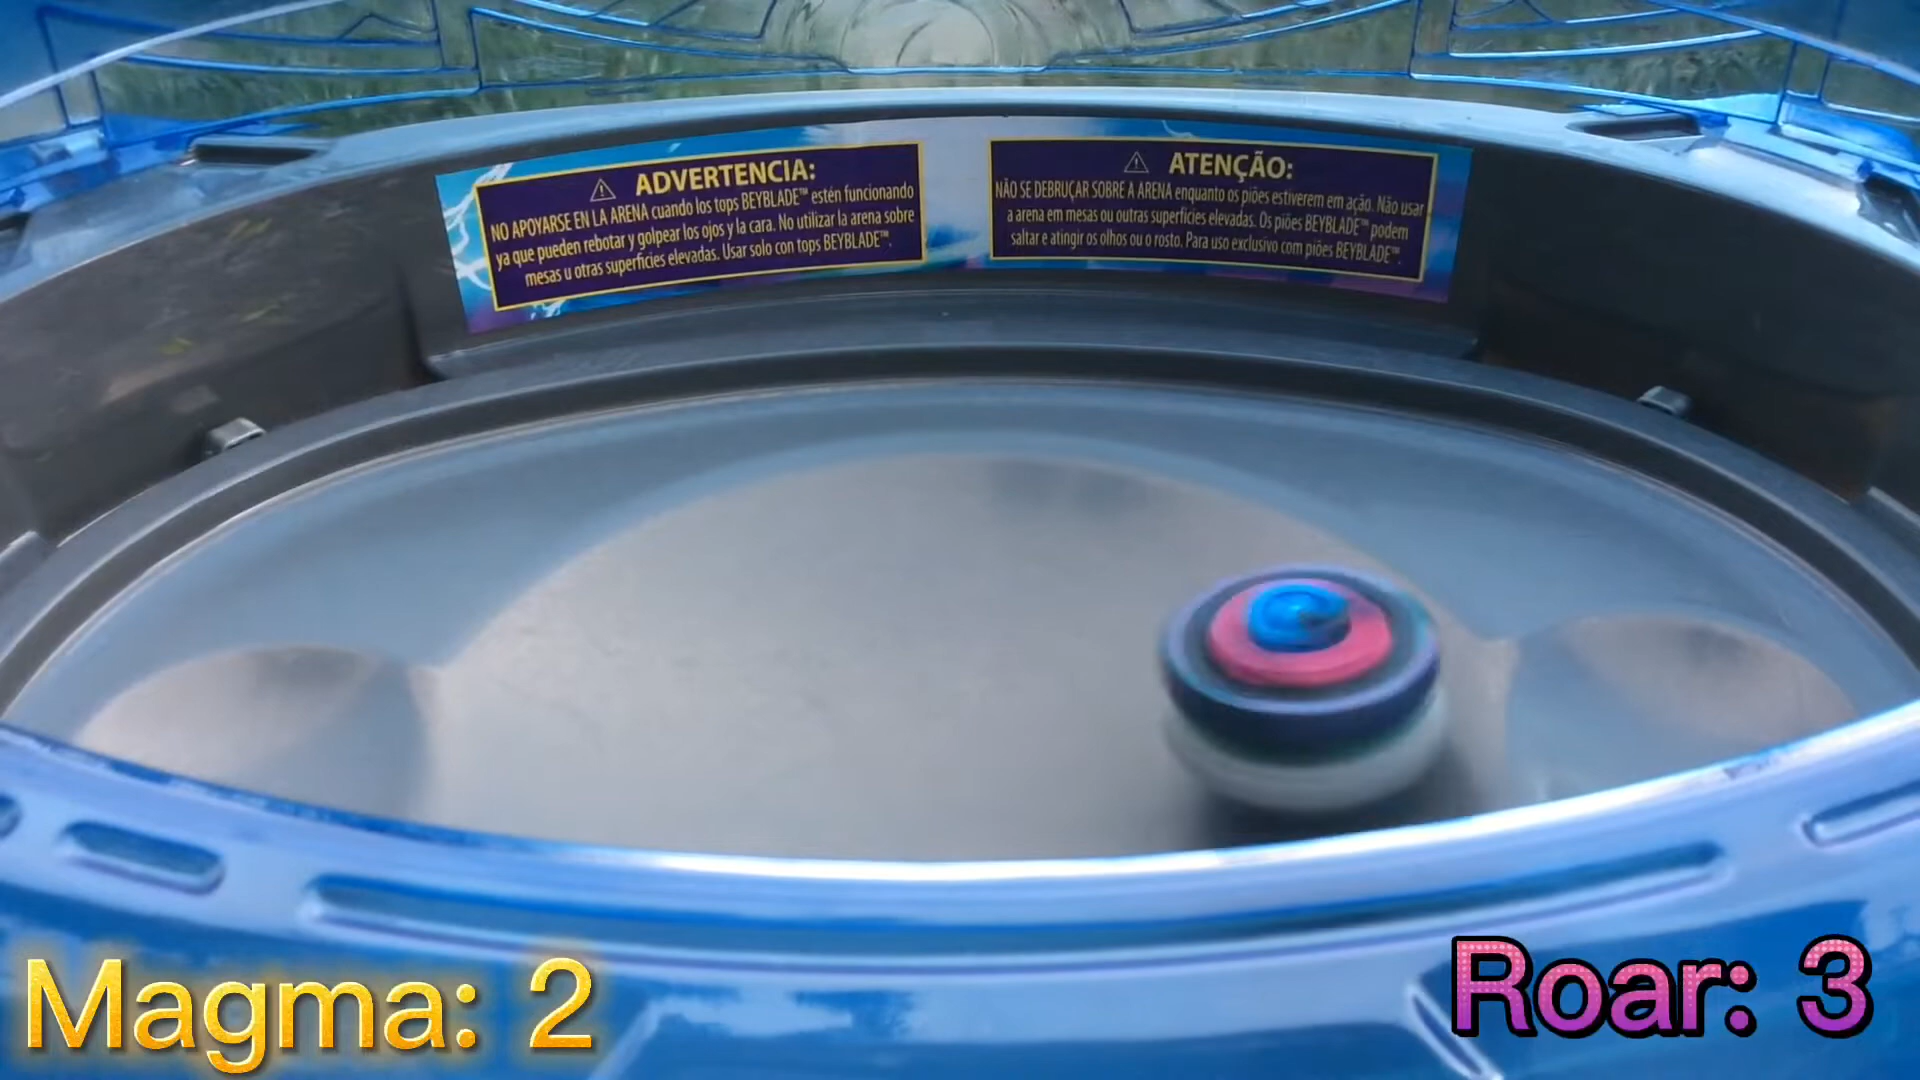 ADVERTENCIA:
NO APOYARSE EN LA ARENA cuando los tops BEYBLADE™ estén funcionando
ya que pueden rebotar y golpear los ojos y la cara. No utilizar la arena sobre
mesas u otras superficies elevadas. Usar solo con tops BEYBLADE™.
ATENÇÃO:
NÃO SE DEBRUÇAR SOBRE A ARENA enquanto os piões estiverem em ação. Não usar
a arena em mesas ou outras superfícies elevadas. Os piões BEYBLADE™ podem
saltar e atingir os olhos ou o rosto. Para uso exclusivo com piões BEYBLADE™.
Magma: 2
Roar: 3